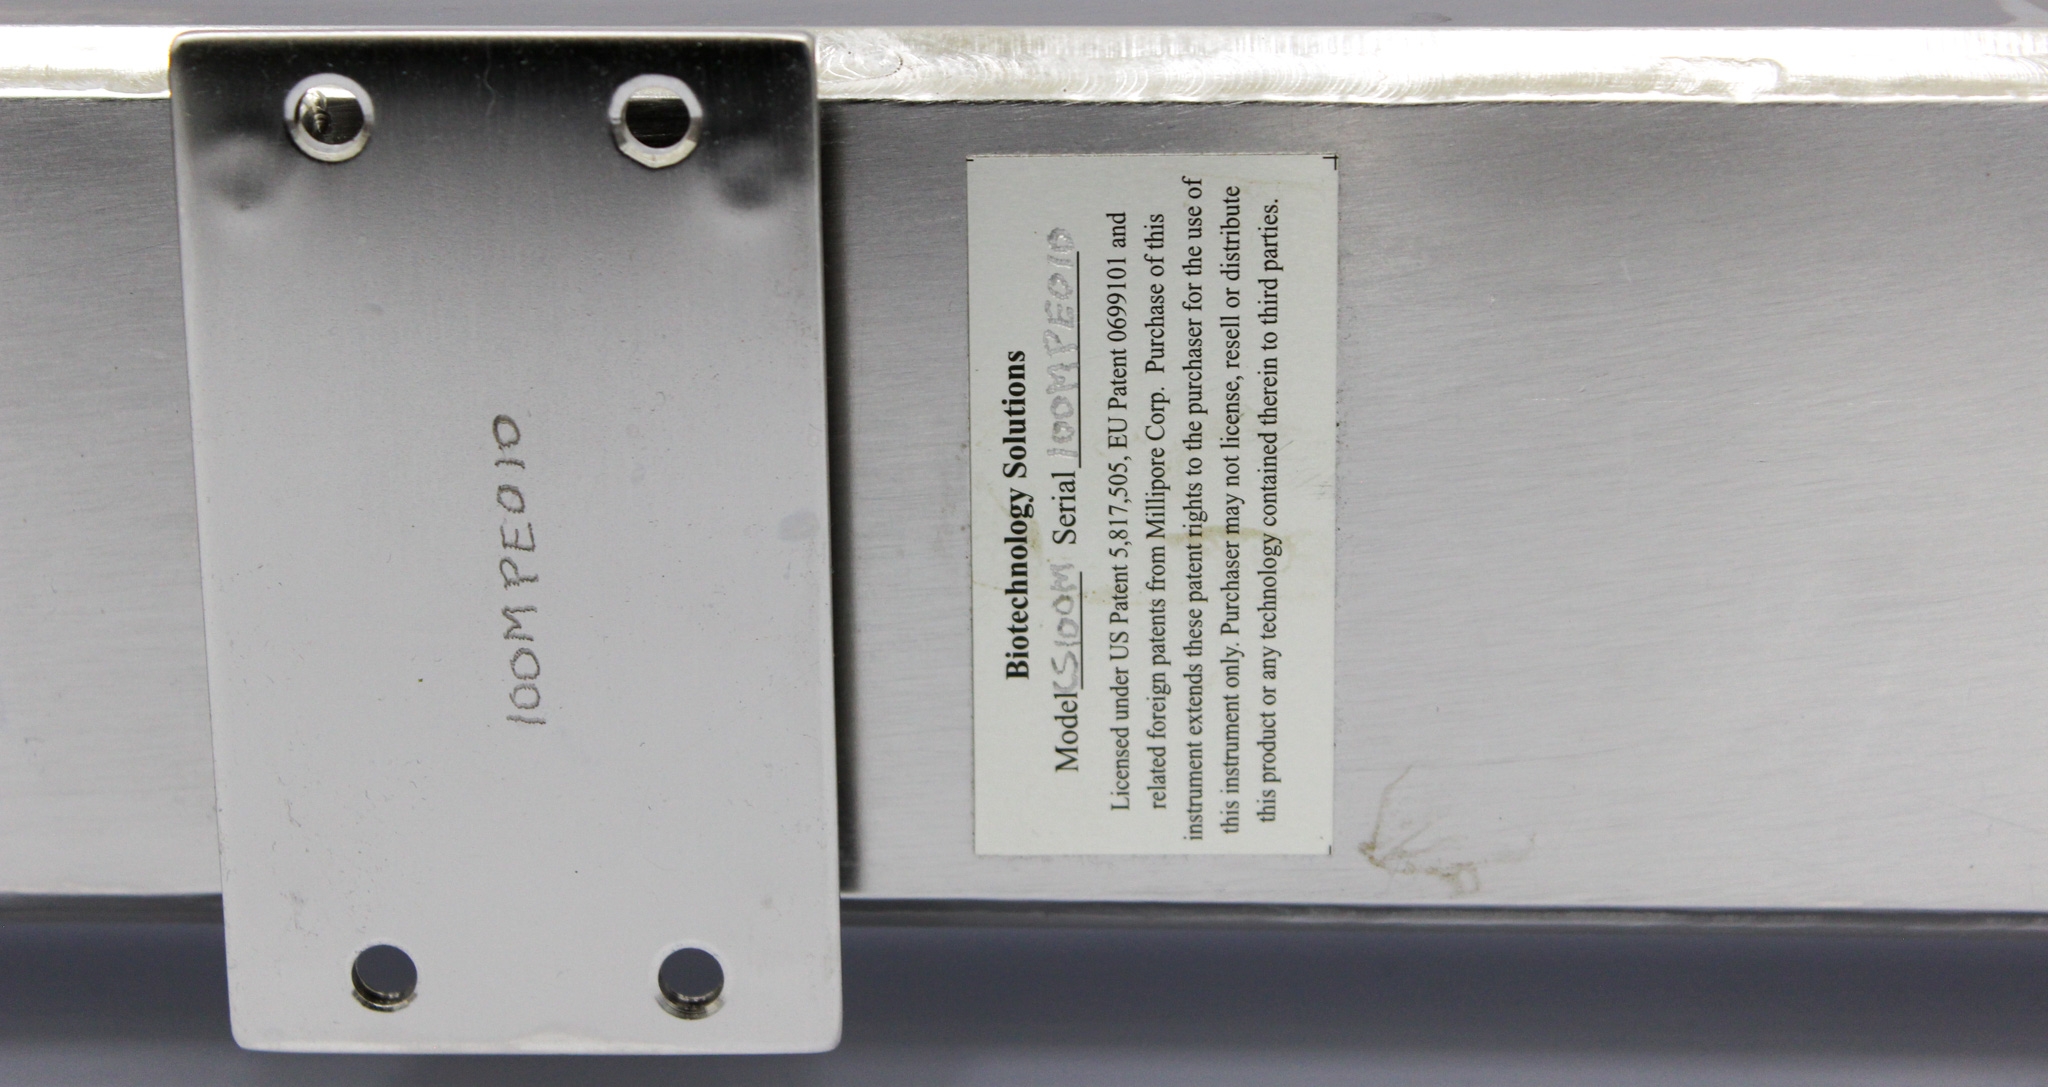 100MPE010
Biotechnology Solutions
Model CS100M Serial 100MPE010
Licensed under US Patent 5,817,505, EU Patent 0699101 and
related foreign patents from Millipore Corp. Purchase of this
instrument extends these patent rights to the purchaser for the use of
this instrument only. Purchaser may not license, resell or distribute
this product or any technology contained therein to third parties.